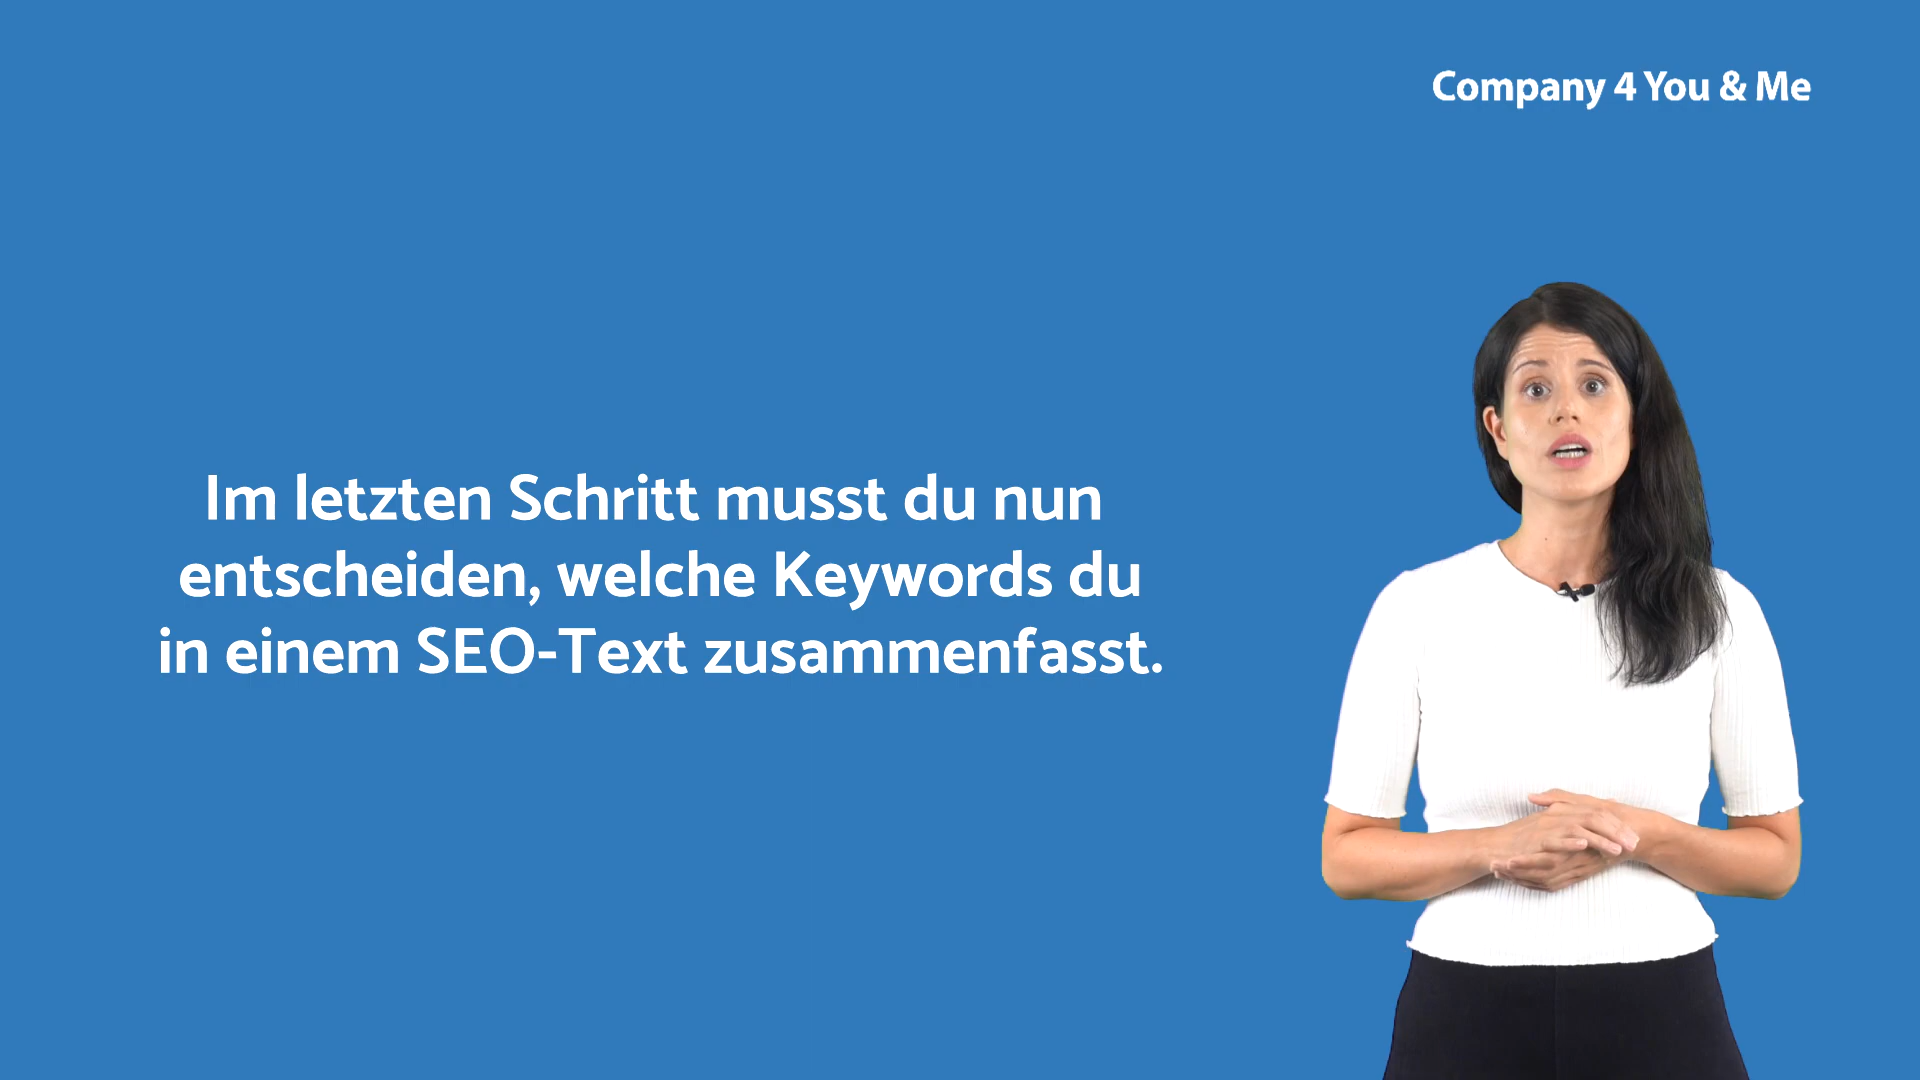 Company 4 You & Me
Im letzten Schritt musst du nun
entscheiden, welche Keywords du
in einem SEO-Text zusammenfasst.